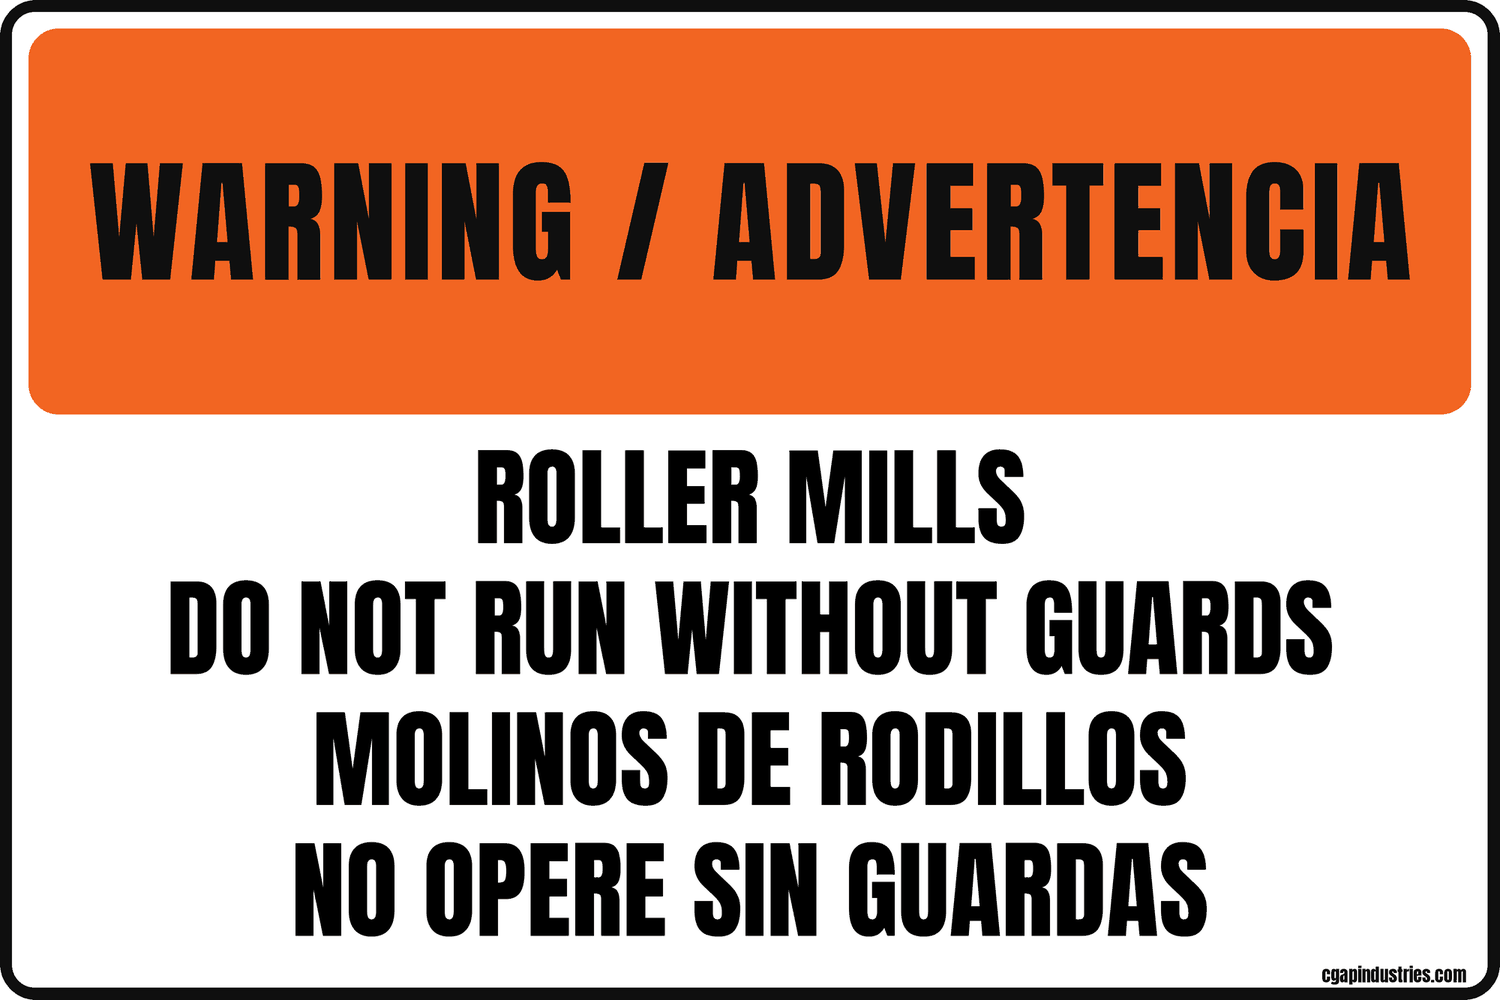 WARNING / ADVERTENCIA
ROLLER MILLS
DO NOT RUN WITHOUT GUARDS
MOLINOS DE RODILLOS
NO OPERE SIN GUARDAS
cgapindustries.com